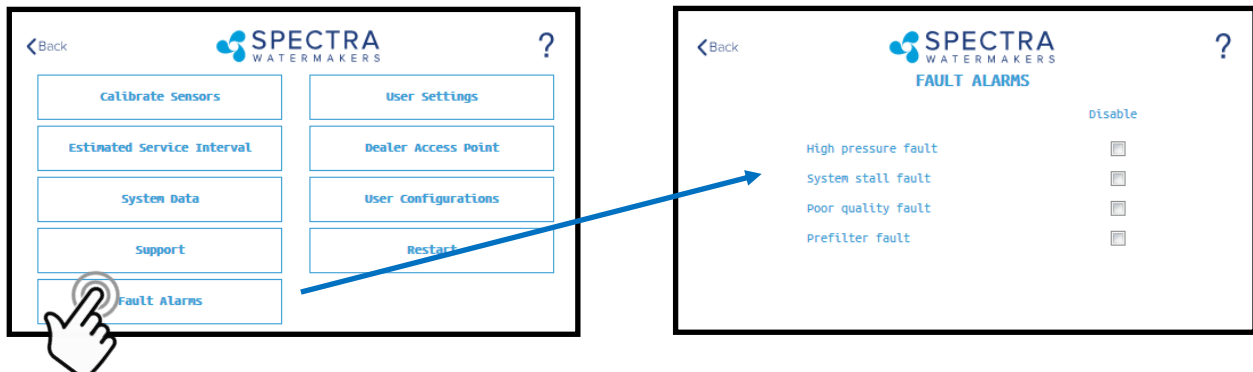 Back
SPECTRA
WATERMAKERS
?
Calibrate Sensors
User Settings
Estimated Service Interval
Dealer Access Point
System Data
User Configurations
Support
Restart
Fault Alarms
Back
SPECTRA
WATERMAKERS
?
FAULT ALARMS
Disable
High pressure fault
System stall fault
Poor quality fault
Prefilter fault